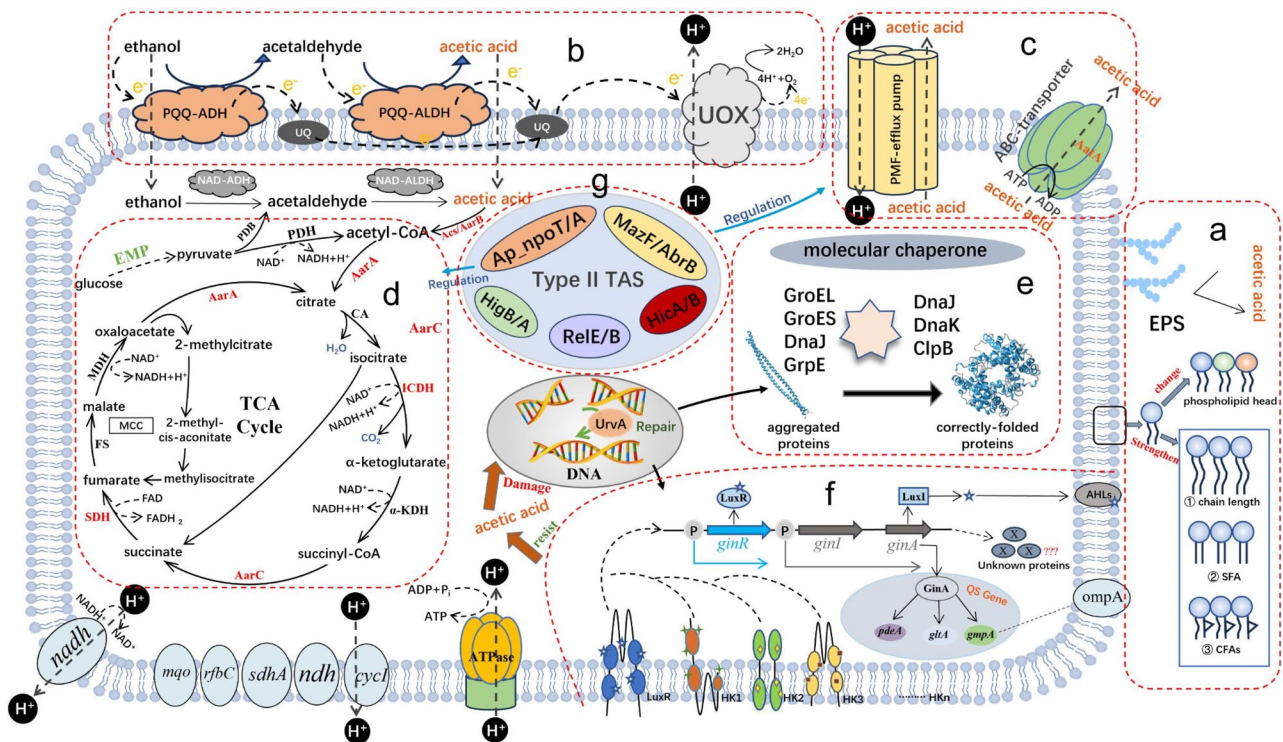 b
ethanol
acetaldehyde
acetic acid
e-
e-
e-
PQQ-ADH
UQ
PQQ-ALDH
UQ
H+
UOX
2H₂O
4H⁺+O₂
4e-
H+
NAD-ADH
NAD-ALDH
ethanol
acetaldehyde
acetic acid
c
H+
acetic acid
PMF-efflux pump
H+
acetic acid
ABC-transporter
acetic acid
AarA
ATP
ADP
acetic acid
g
Ap_npoT/A
MazF/AbrB
Type II TAS
HigB/A
HicA/B
RelE/B
Regulation
Regulation
d
EMP
glucose
pyruvate
PDB
PDH
NAD⁺
NADH+H⁺
acetyl-CoA
Acs/AarB
AarA
AarA
citrate
CA
H₂O
AarC
isocitrate
oxaloacetate
2-methylcitrate
MDH
NAD⁺
NADH+H⁺
malate
MCC
2-methyl-
cis-aconitate
TCA
Cycle
NAD⁺
ICDH
NADH+H⁺
CO₂
FS
fumarate
methylisocitrate
α-ketoglutarate
SDH
FAD
FADH₂
NAD⁺
NADH+H⁺
α-KDH
succinate
succinyl-CoA
AarC
molecular chaperone
e
GroEL
GroES
DnaJ
GrpE
DnaJ
DnaK
ClpB
aggregated
proteins
correctly-folded
proteins
UrvA
Repair
DNA
Damage
acetic acid
resist
a
acetic acid
EPS
change
phospholipid head
Strengthen
① chain length
② SFA
③ CFAs
f
LuxR
LuxI
AHLs
P
ginR
P
ginI
ginA
X
X
X
???
Unknown proteins
GinA
QS Gene
pdeA
gltA
gmpA
ompA
LuxR
HK1
HK2
HK3
HKn
H+
NADH
NAD⁺
nadh
H+
mqo
rfbC
sdhA
ndh
cycI
H+
H+
ADP+Pi
ATP
H+
ATPase
H+